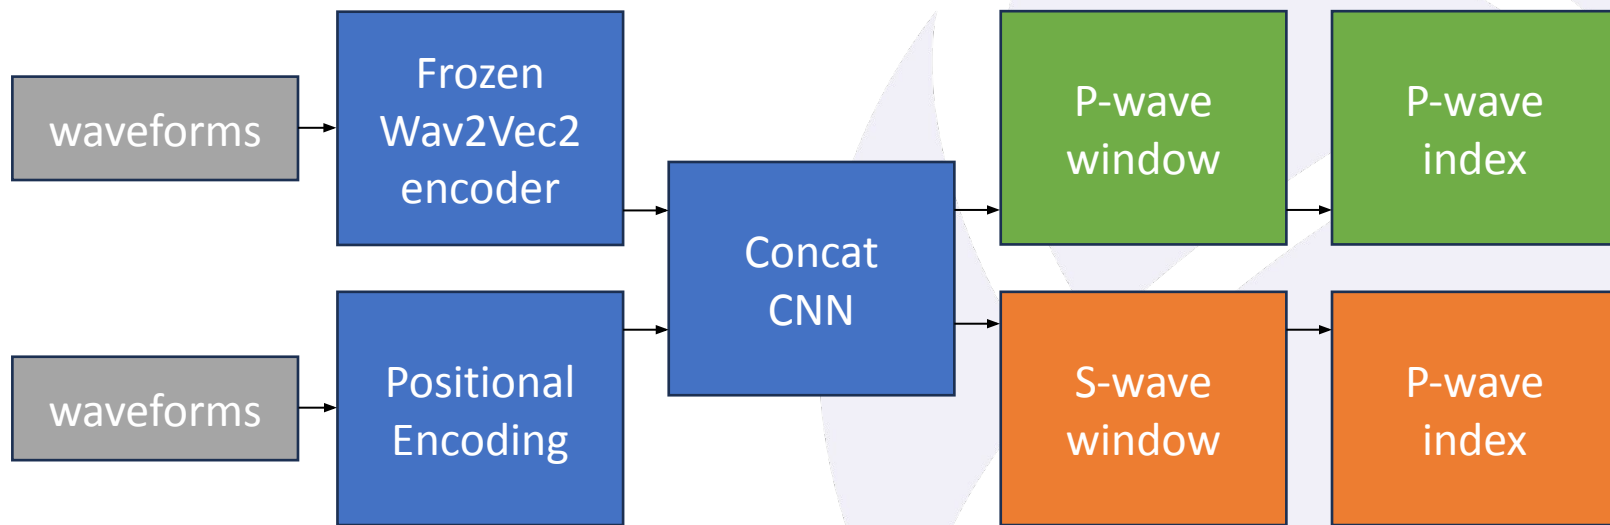 waveforms
Frozen
Wav2Vec2
encoder
Concat
CNN
P-wave
window
P-wave
index
waveforms
Positional
Encoding
S-wave
window
P-wave
index